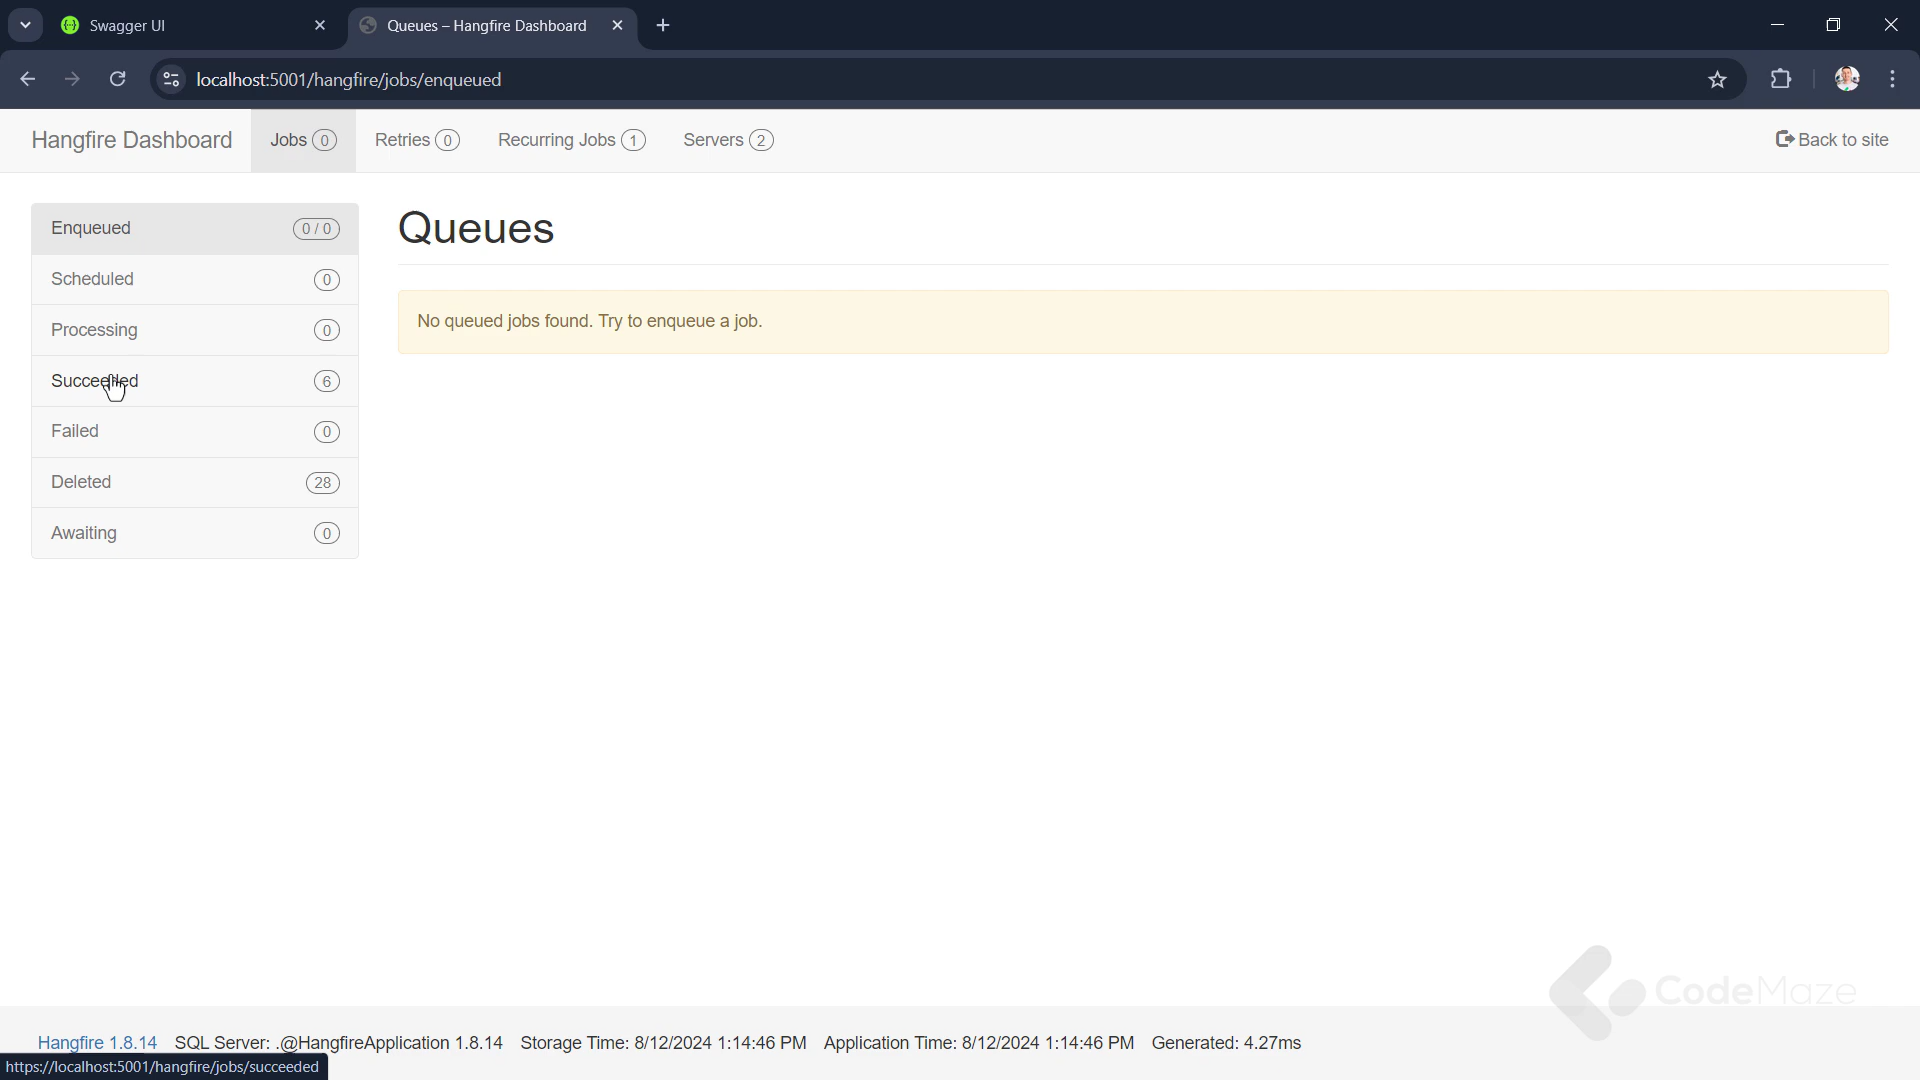 Swagger UI
Queues – Hangfire Dashboard
localhost:5001/hangfire/jobs/enqueued
Hangfire Dashboard
Jobs 0
Retries 0
Recurring Jobs 1
Servers 2
Back to site
Enqueued 0 / 0
Scheduled 0
Processing 0
Succeeded 6
Failed 0
Deleted 28
Awaiting 0
Queues
No queued jobs found. Try to enqueue a job.
CodeMaze
Hangfire 1.8.14 SQL Server: .@HangfireApplication 1.8.14 Storage Time: 8/12/2024 1:14:46 PM Application Time: 8/12/2024 1:14:46 PM Generated: 4.27ms
https://localhost:5001/hangfire/jobs/succeeded